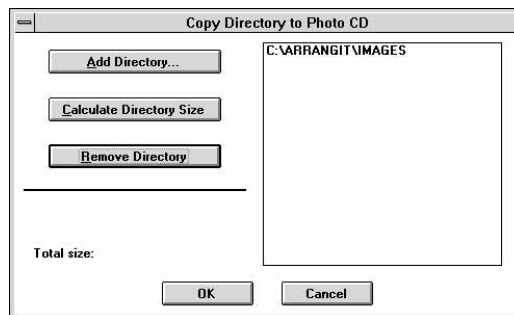 Copy Directory to Photo CD
Add Directory...
C:\ARRANGIT\IMAGES
Calculate Directory Size
Remove Directory
Total size:
OK
Cancel